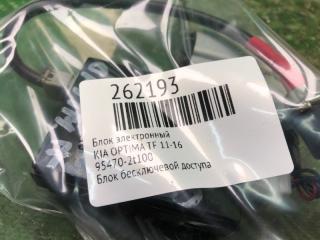 262193
Блок электронный
KIA OPTIMA TF 11-16
95470-2t100
Блок бесключевой доступа